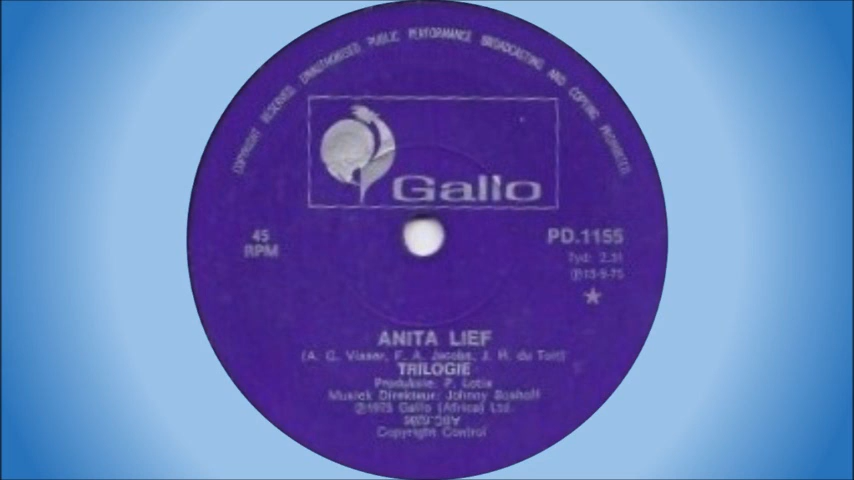 COPYRIGHT RESERVED UNAUTHORISED PUBLIC PERFORMANCE BROADCASTING AND COPYING PROHIBITED
Gallo
45
RPM
PD.1155
Tyd: 2.31
℗15-9-75
★
ANITA LIEF
(A. G. Visser, F. A. Jacobs, J. H. du Toit)
TRILOGIE
Produksie: P. Lotis
Musiek Direkteur: Johnny Boshoff
℗1975 Gallo (Africa) Ltd.
Copyright Control